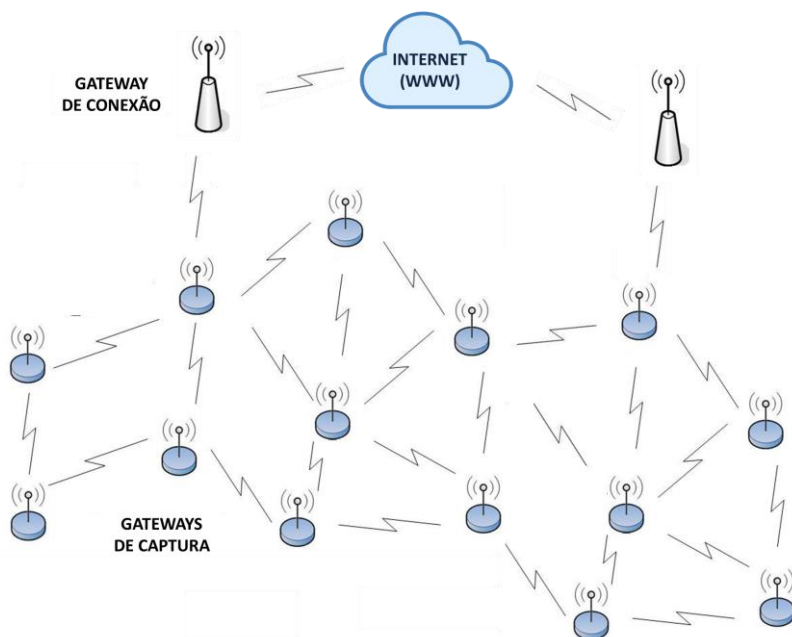 INTERNET
(WWW)
GATEWAY
DE CONEXÃO
GATEWAYS
DE CAPTURA